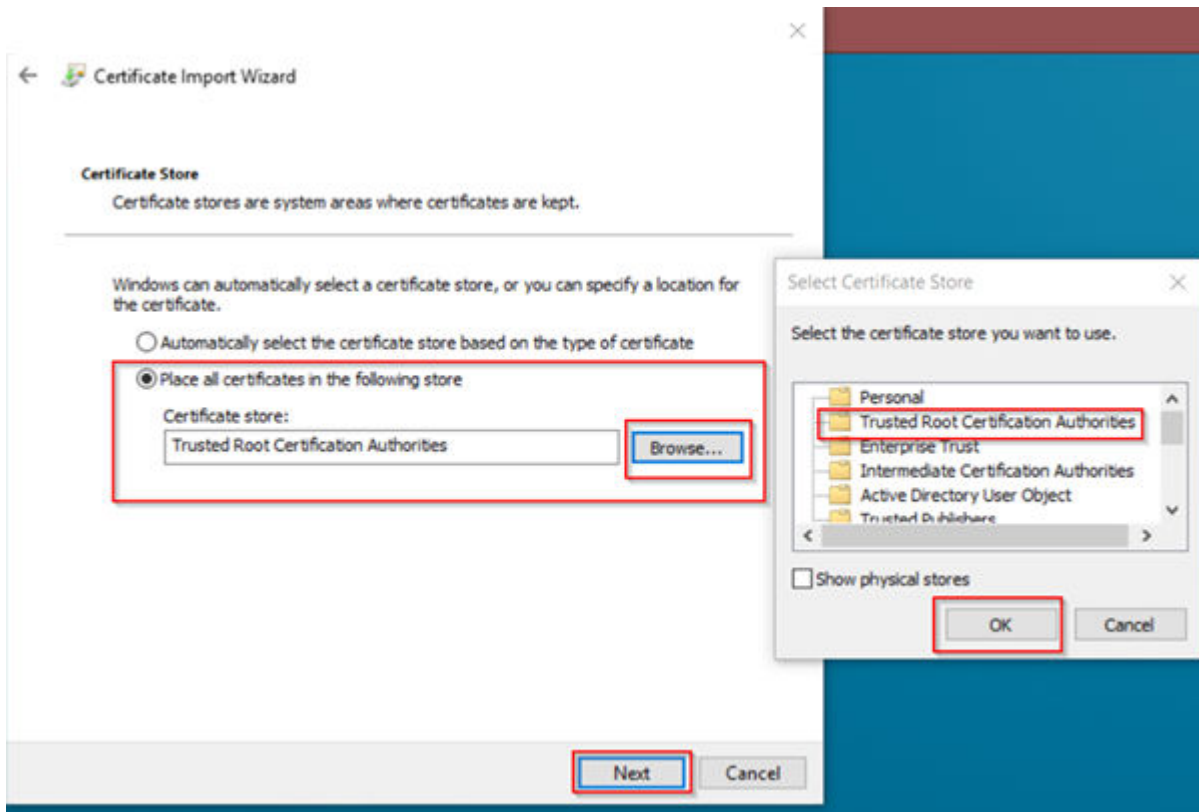 Certificate Import Wizard
Certificate Store
Certificate stores are system areas where certificates are kept.
Windows can automatically select a certificate store, or you can specify a location for
the certificate.
Automatically select the certificate store based on the type of certificate
Place all certificates in the following store
Certificate store:
Trusted Root Certification Authorities
Browse...
Next
Cancel
Select Certificate Store
Select the certificate store you want to use.
Personal
Trusted Root Certification Authorities
Enterprise Trust
Intermediate Certification Authorities
Active Directory User Object
Trusted Publishers
Show physical stores
OK
Cancel